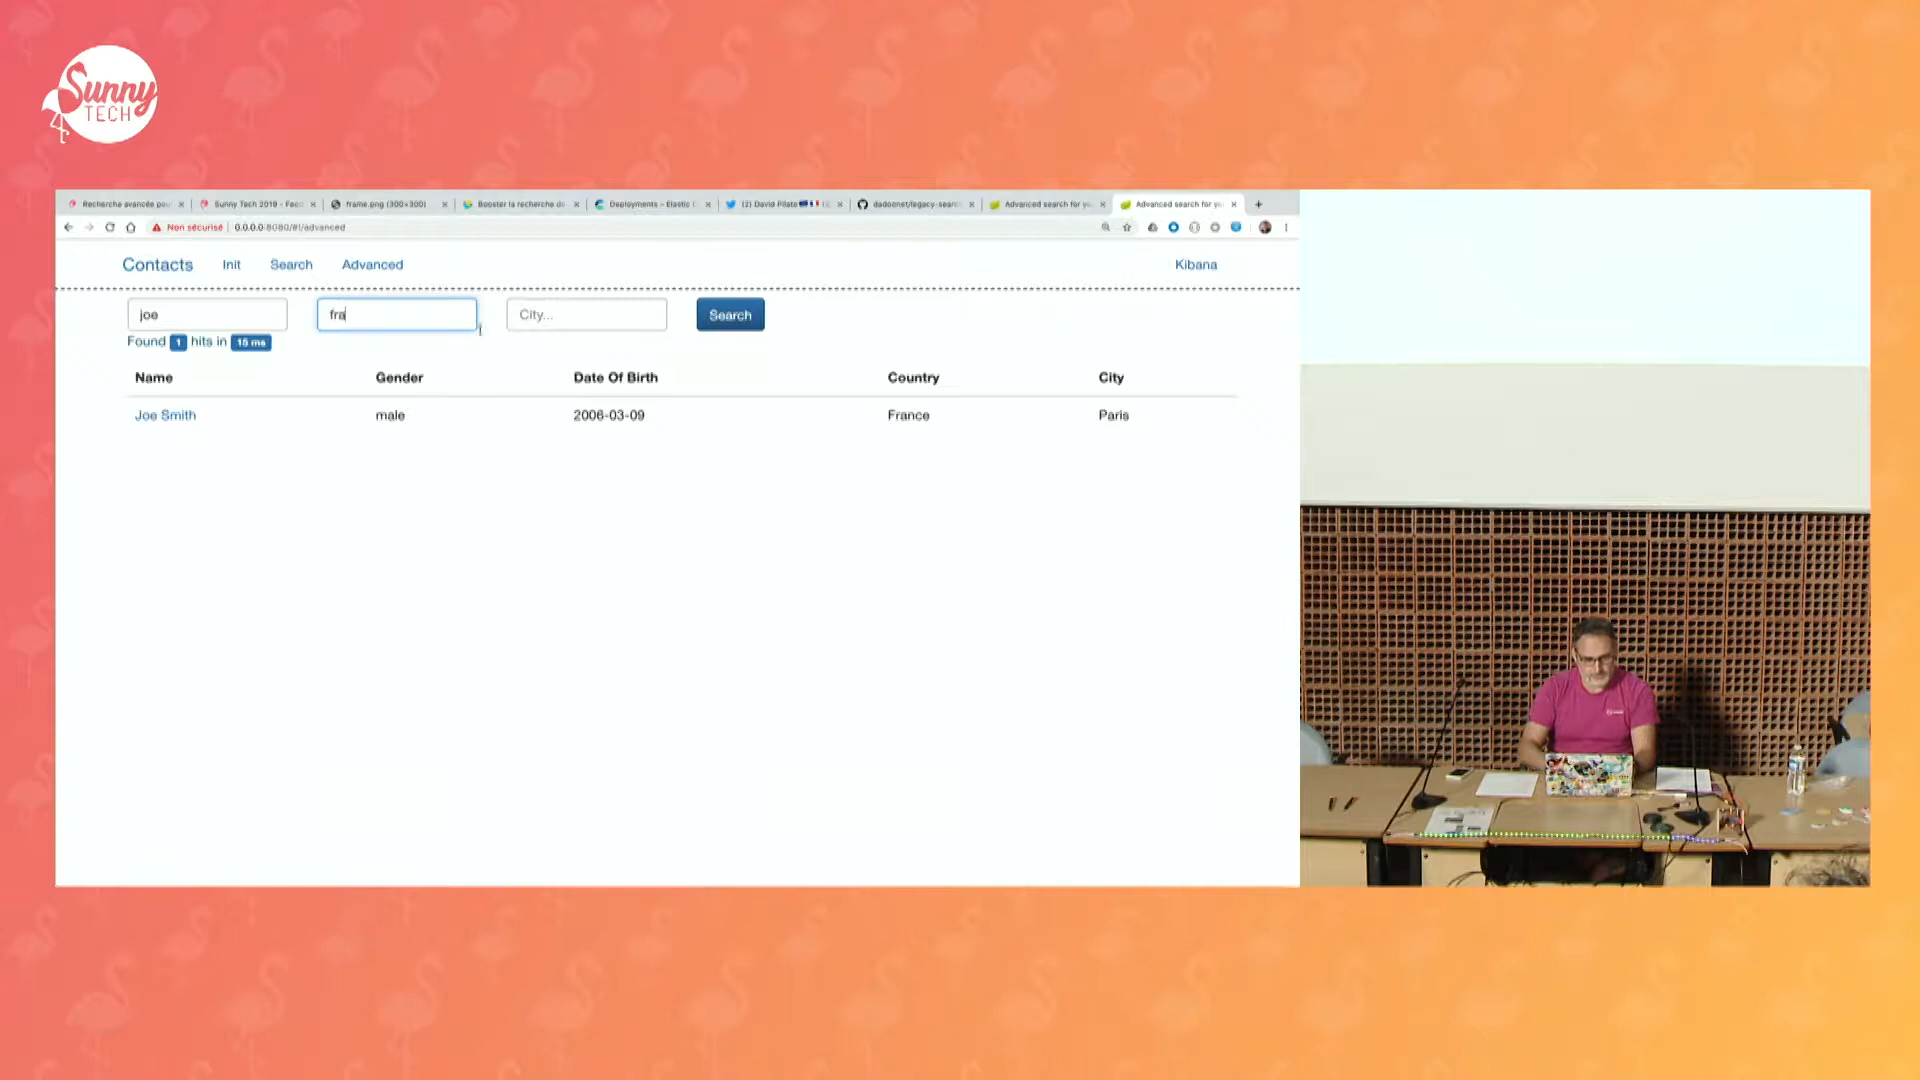 Sunny
TECH
Recherche avancée pou
Sunny Tech 2019 - Feed
frame.png (300×300)
Booster la recherche de
Deployments - Elastic C
(2) David Pilato
dadoonet/legacy-search
Advanced search for yo
Advanced search for yo
Non sécurisé | 0.0.0.0:8080/#!/advanced
Contacts Init Search Advanced Kibana
joe fra City... Search
Found 1 hits in 15 ms
Name Gender Date Of Birth Country City
Joe Smith male 2006-03-09 France Paris